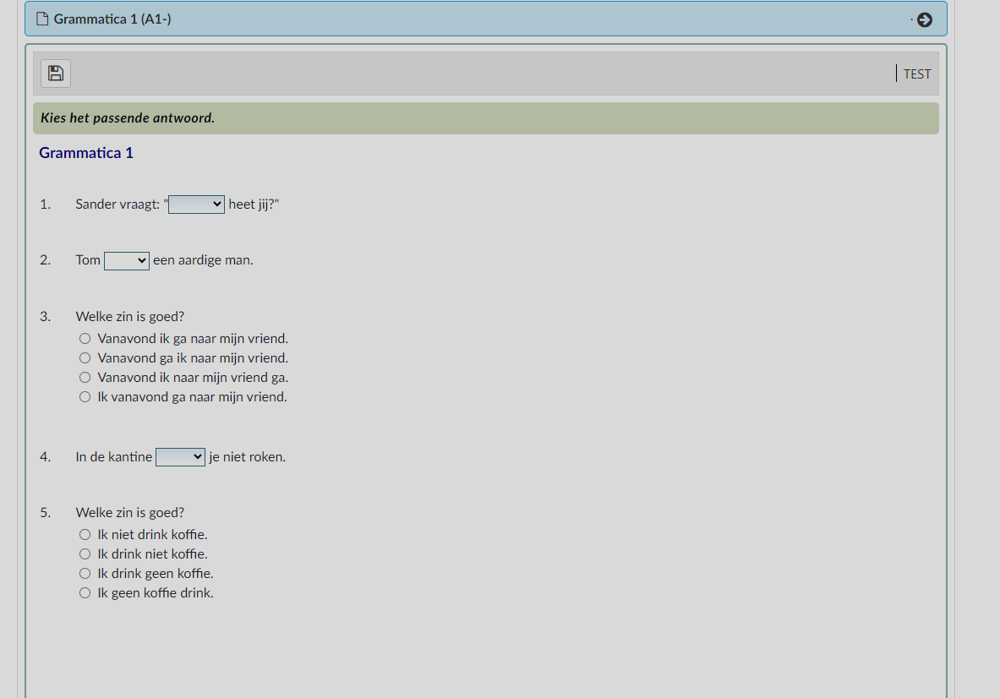 Grammatica 1 (A1-)
TEST
Kies het passende antwoord.
Grammatica 1
1. Sander vraagt: " heet jij?"
2. Tom een aardige man.
3. Welke zin is goed?
Vanavond ik ga naar mijn vriend.
Vanavond ga ik naar mijn vriend.
Vanavond ik naar mijn vriend ga.
Ik vanavond ga naar mijn vriend.
4. In de kantine je niet roken.
5. Welke zin is goed?
Ik niet drink koffie.
Ik drink niet koffie.
Ik drink geen koffie.
Ik geen koffie drink.